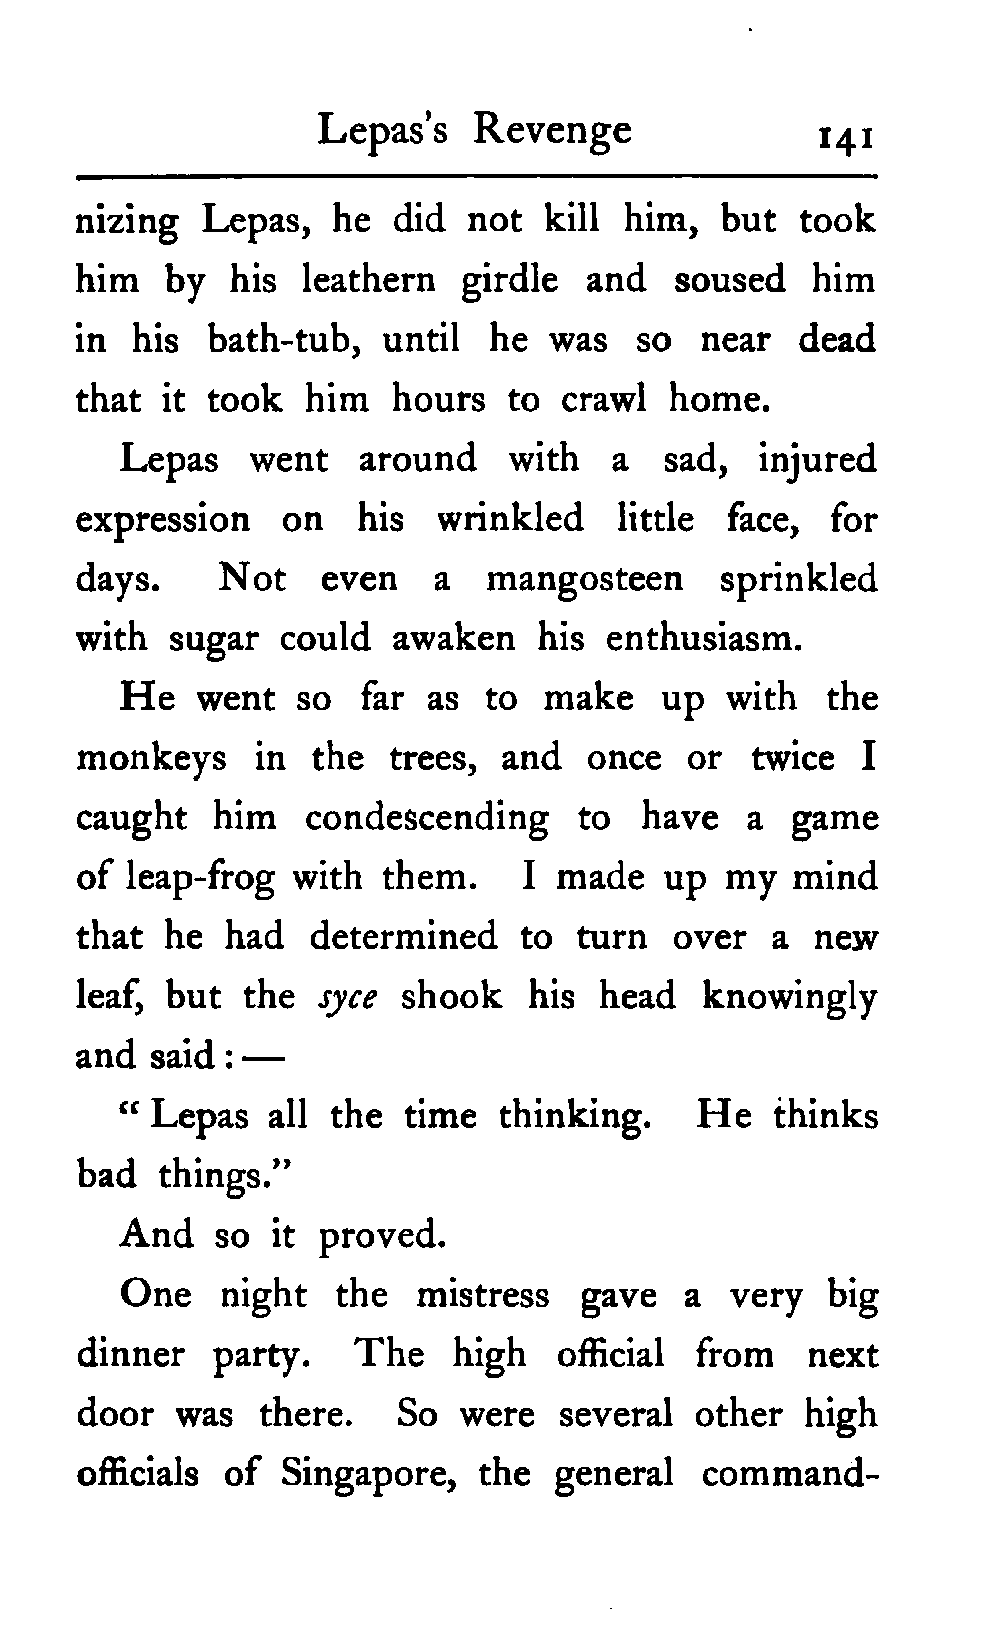 Lepas's Revenge 141
nizing Lepas, he did not kill him, but took
him by his leathern girdle and soused him
in his bath-tub, until he was so near dead
that it took him hours to crawl home.
Lepas went around with a sad, injured
expression on his wrinkled little face, for
days. Not even a mangosteen sprinkled
with sugar could awaken his enthusiasm.
He went so far as to make up with the
monkeys in the trees, and once or twice I
caught him condescending to have a game
of leap-frog with them. I made up my mind
that he had determined to turn over a new
leaf, but the syce shook his head knowingly
and said : —
“ Lepas all the time thinking. He thinks
bad things.”
And so it proved.
One night the mistress gave a very big
dinner party. The high official from next
door was there. So were several other high
officials of Singapore, the general command-